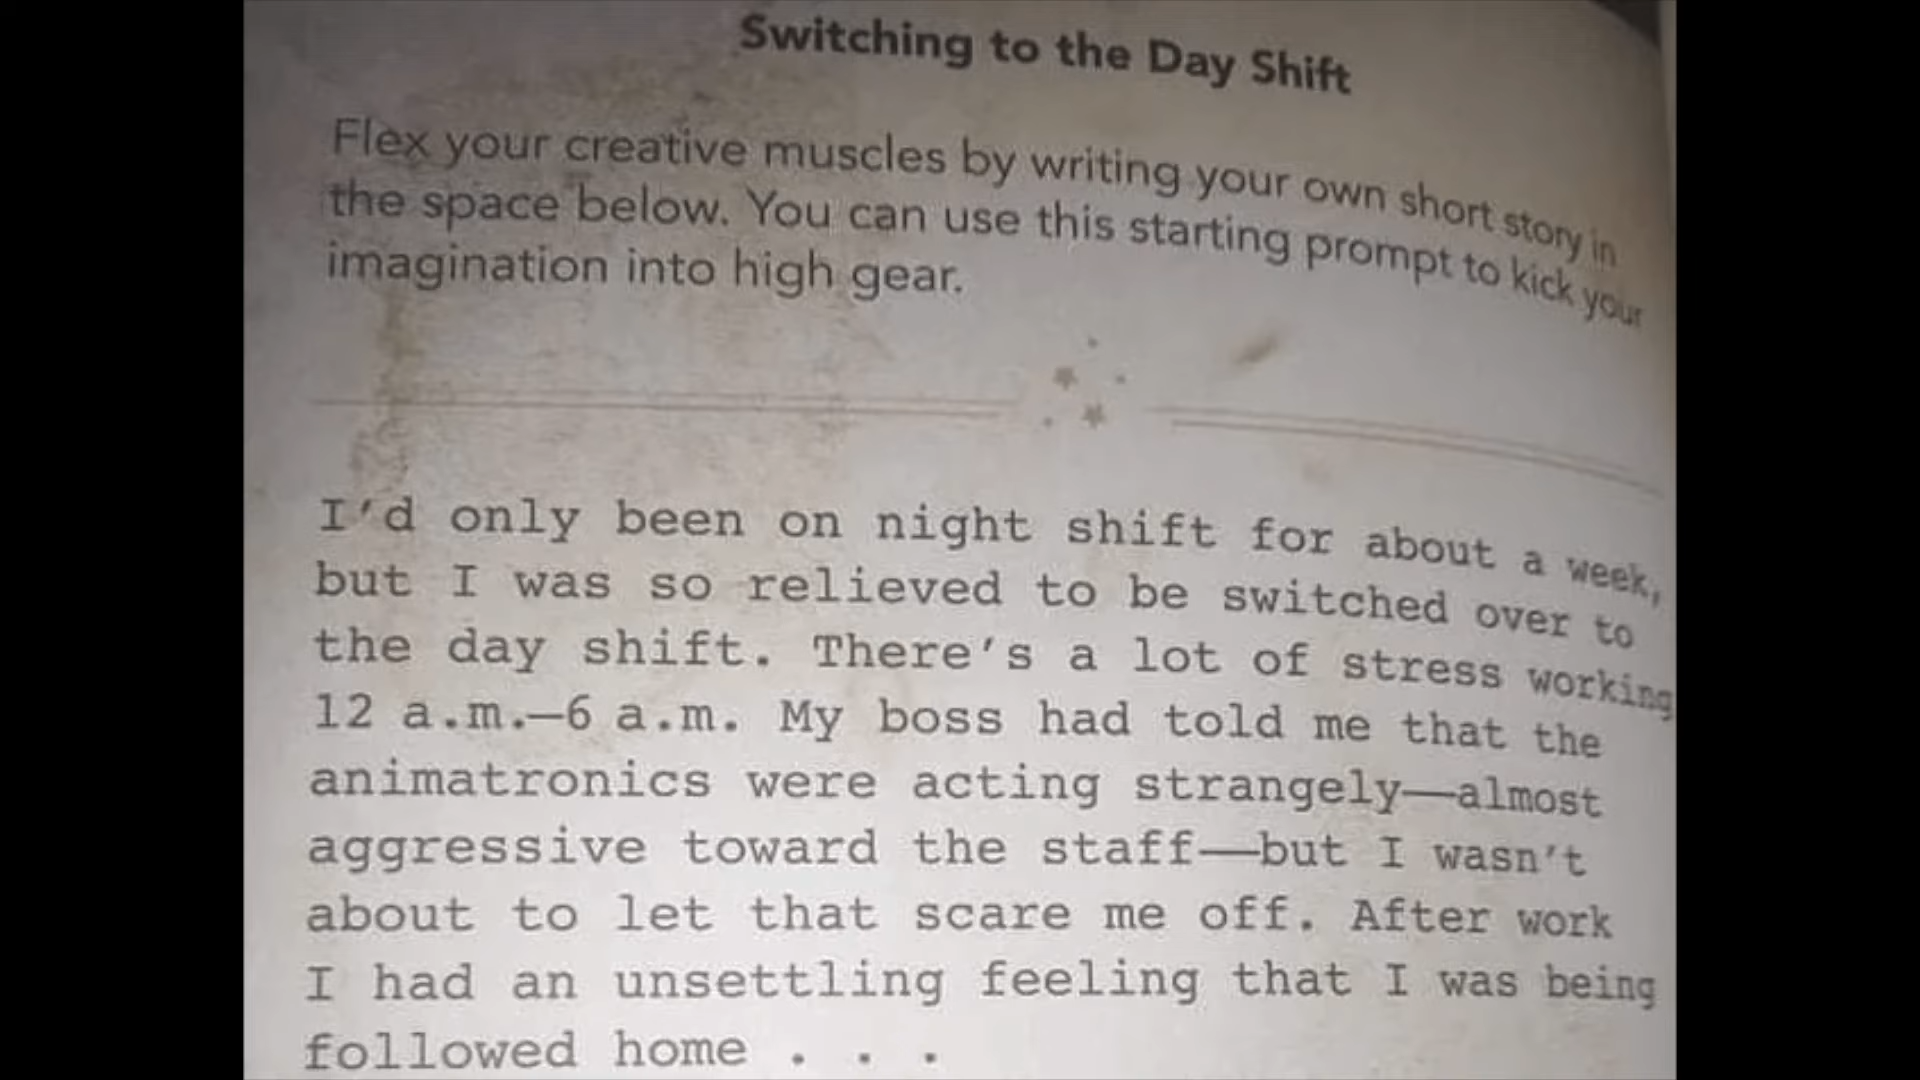 Switching to the Day Shift
Flex your creative muscles by writing your own short story in
the space below. You can use this starting prompt to kick your
imagination into high gear.
I'd only been on night shift for about a week,
but I was so relieved to be switched over to
the day shift. There's a lot of stress working
12 a.m.—6 a.m. My boss had told me that the
animatronics were acting strangely—almost
aggressive toward the staff—but I wasn't
about to let that scare me off. After work
I had an unsettling feeling that I was being
followed home . . .